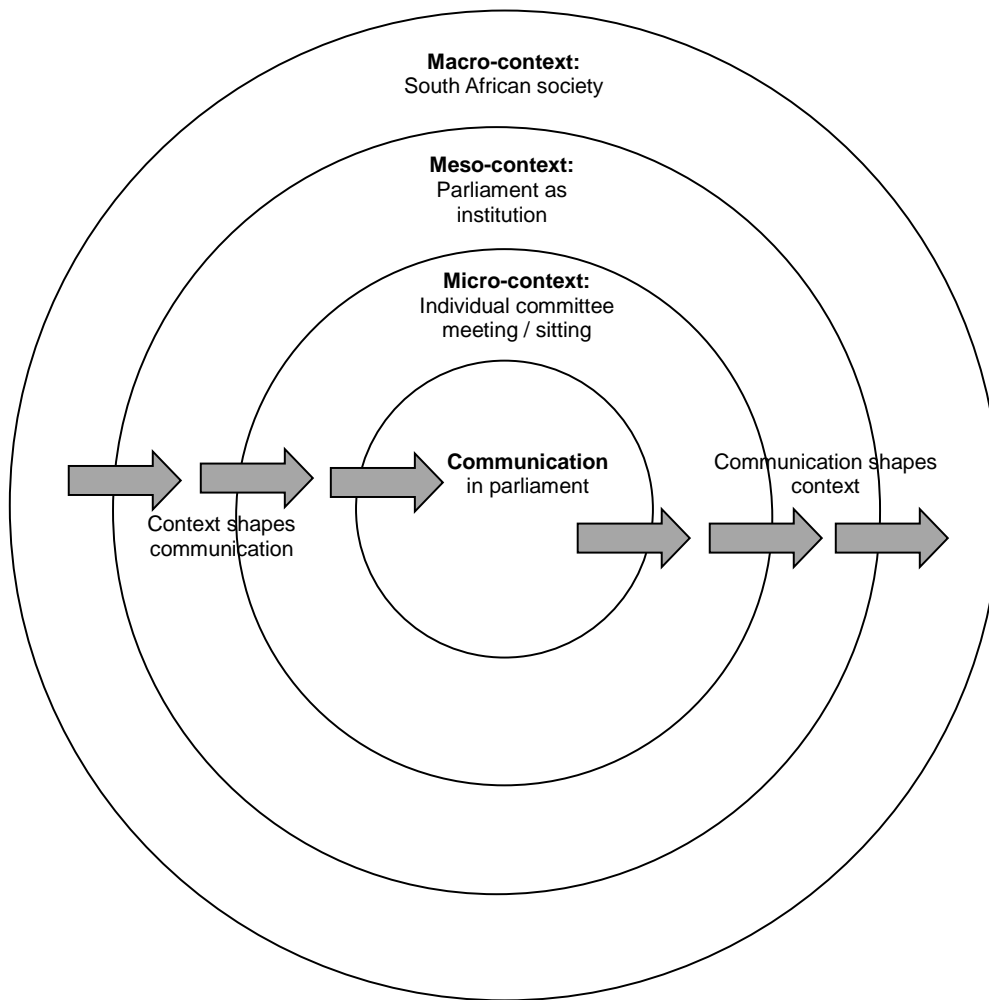 Macro-context:
South African society
Meso-context:
Parliament as
institution
Micro-context:
Individual committee
meeting / sitting
Communication
in parliament
Communication shapes
context
Context shapes
communication